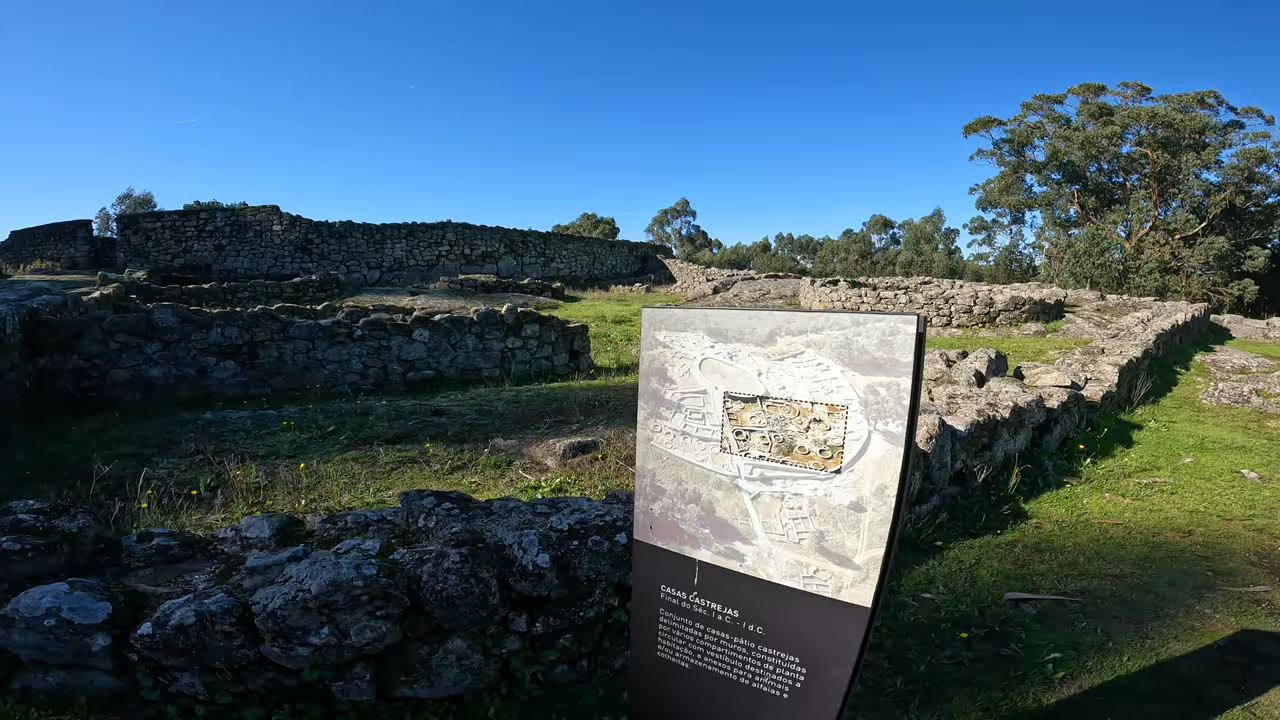 CASAS CASTREJAS
Final do Séc. I a.C. - I d.C.
Conjunto de casas-pátio castrejas
delimitadas por muros, constituídas
por vários compartimentos de planta
circular com vestíbulo destinados a
habitação, e anexos para animais
e/ou armazenamento de alfaias e
colheitas.